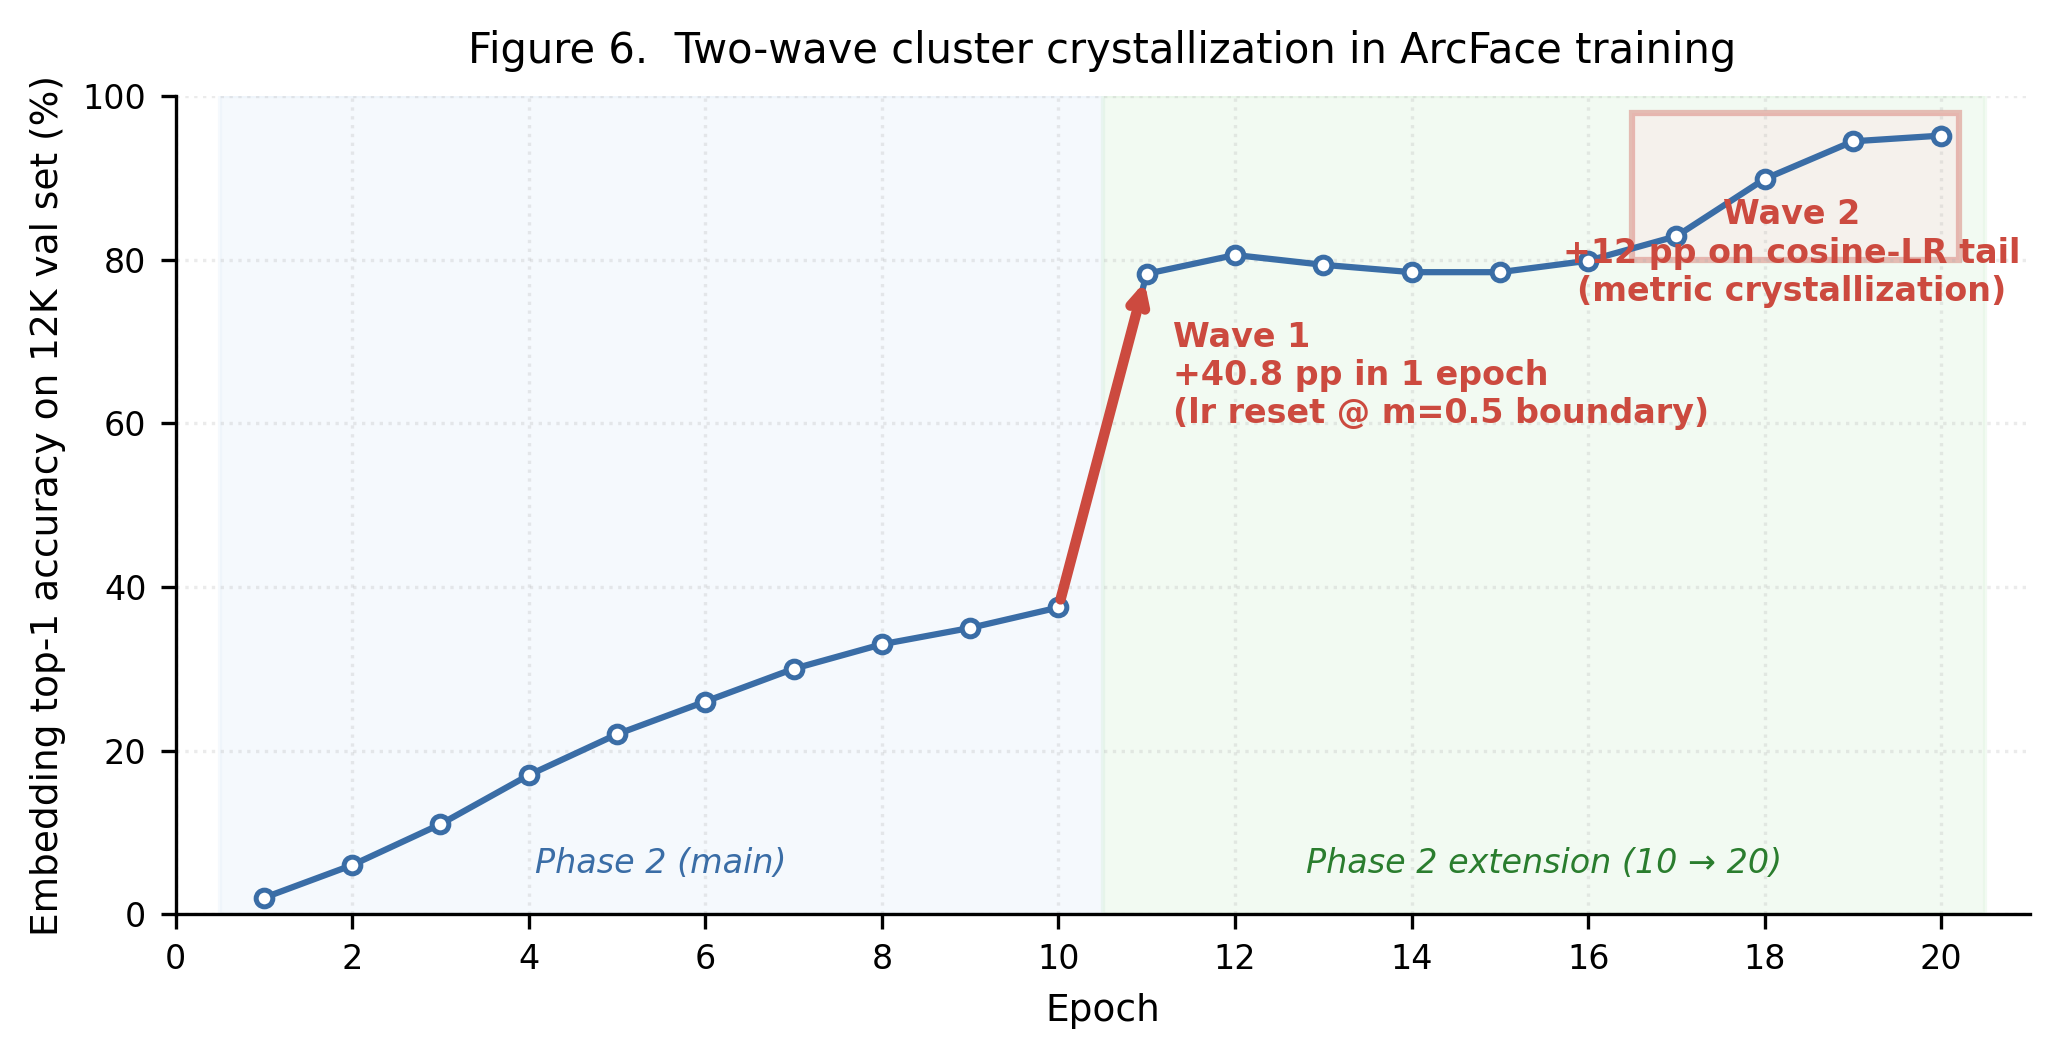 Figure 6.  Two-wave cluster crystallization in ArcFace training
Embedding top-1 accuracy on 12K val set (%)
100
80
60
40
20
0
Wave 2
+12 pp on cosine-LR tail
(metric crystallization)
Wave 1
+40.8 pp in 1 epoch
(lr reset @ m=0.5 boundary)
Phase 2 (main)
Phase 2 extension (10 → 20)
0 2 4 6 8 10 12 14 16 18 20
Epoch